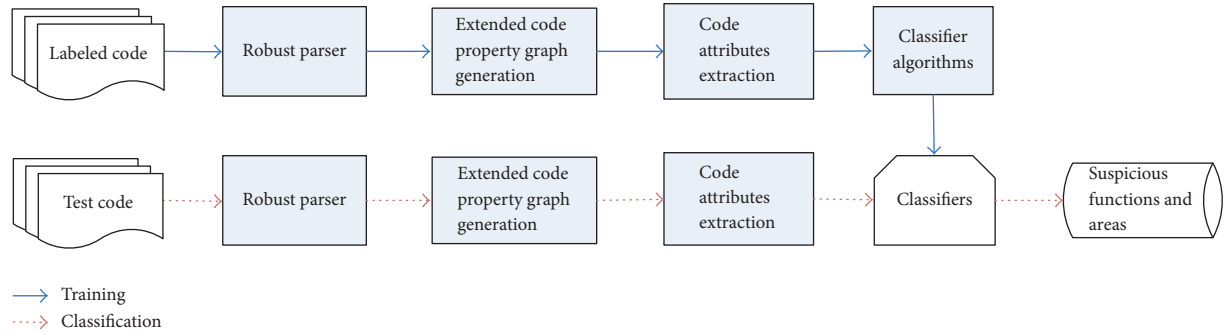 Labeled code
Robust parser
Extended code
property graph
generation
Code
attributes
extraction
Classifier
algorithms
Test code
Robust parser
Extended code
property graph
generation
Code
attributes
extraction
Classifiers
Suspicious
functions and
areas
Training
Classification